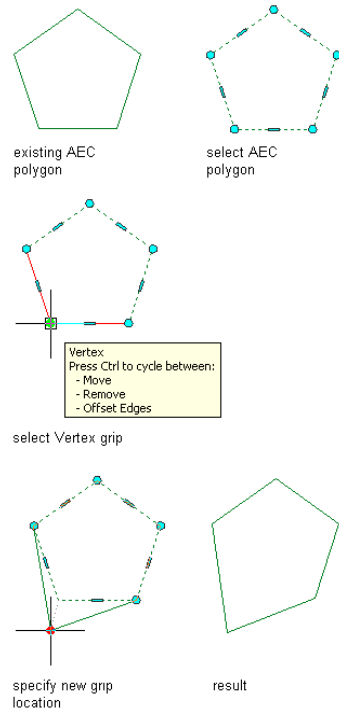 existing AEC
polygon
select AEC
polygon
Vertex
Press Ctrl to cycle between:
- Move
- Remove
- Offset Edges
select Vertex grip
specify new grip
location
result